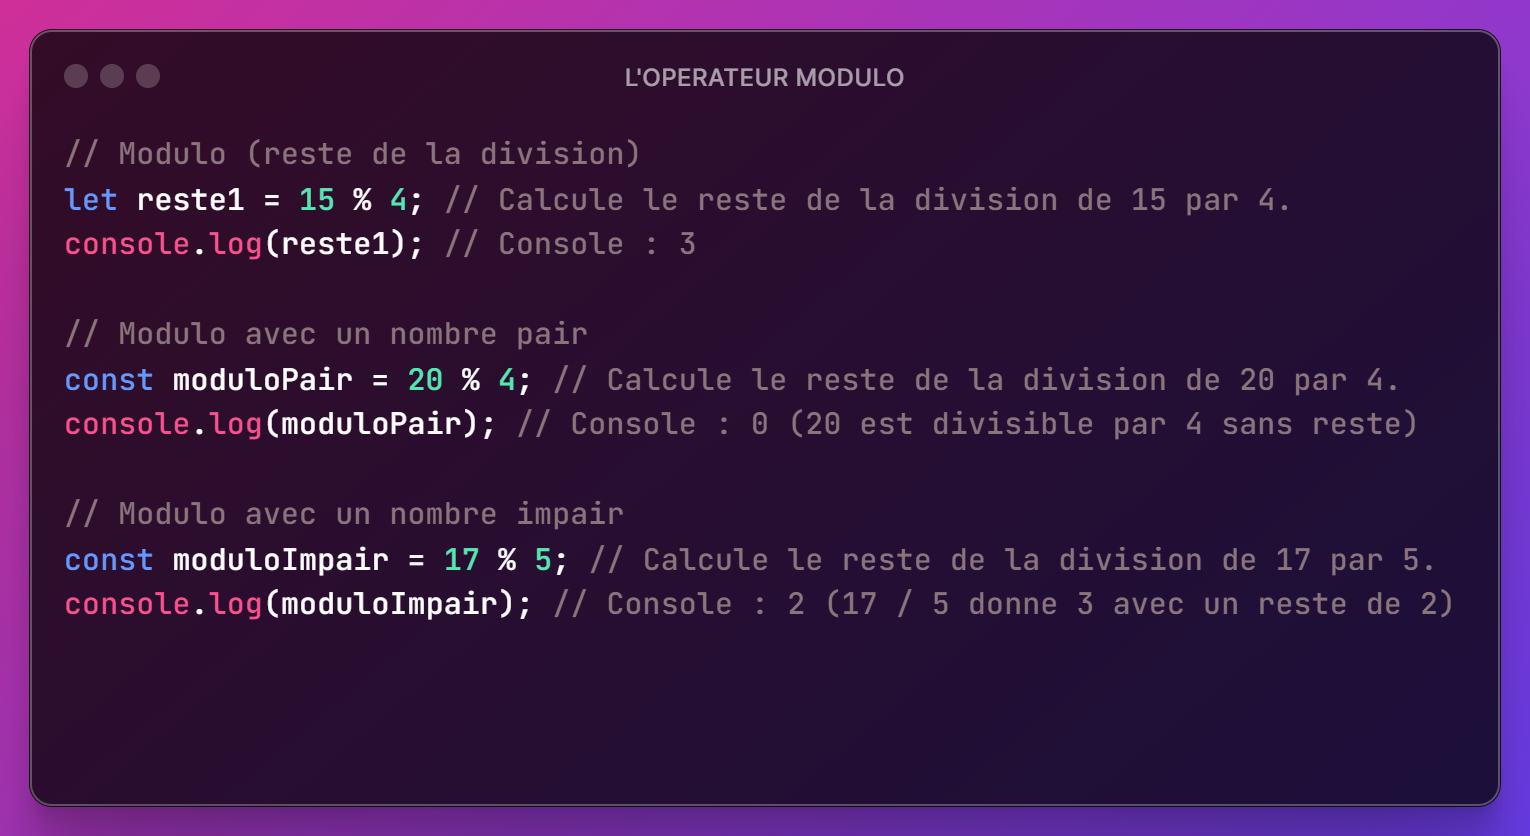 L'OPERATEUR MODULO
// Modulo (reste de la division)
let reste1 = 15 % 4; // Calcule le reste de la division de 15 par 4.
console.log(reste1); // Console : 3
// Modulo avec un nombre pair
const moduloPair = 20 % 4; // Calcule le reste de la division de 20 par 4.
console.log(moduloPair); // Console : 0 (20 est divisible par 4 sans reste)
// Modulo avec un nombre impair
const moduloImpair = 17 % 5; // Calcule le reste de la division de 17 par 5.
console.log(moduloImpair); // Console : 2 (17 / 5 donne 3 avec un reste de 2)